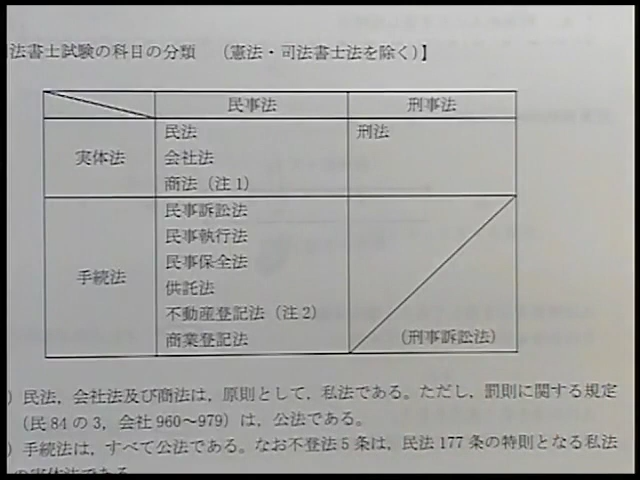 法書士試験の科目の分類　（憲法・司法書士法を除く）】
民事法　刑事法
実体法
民法
会社法
商法（注1）
刑法
手続法
民事訴訟法
民事執行法
民事保全法
供託法
不動産登記法（注2）
商業登記法
（刑事訴訟法）
）民法，会社法及び商法は，原則として，私法である。ただし，罰則に関する規定
（民84の3，会社960～979）は，公法である。
）手続法は，すべて公法である。なお不登法5条は，民法177条の特則となる私法
の実体法である